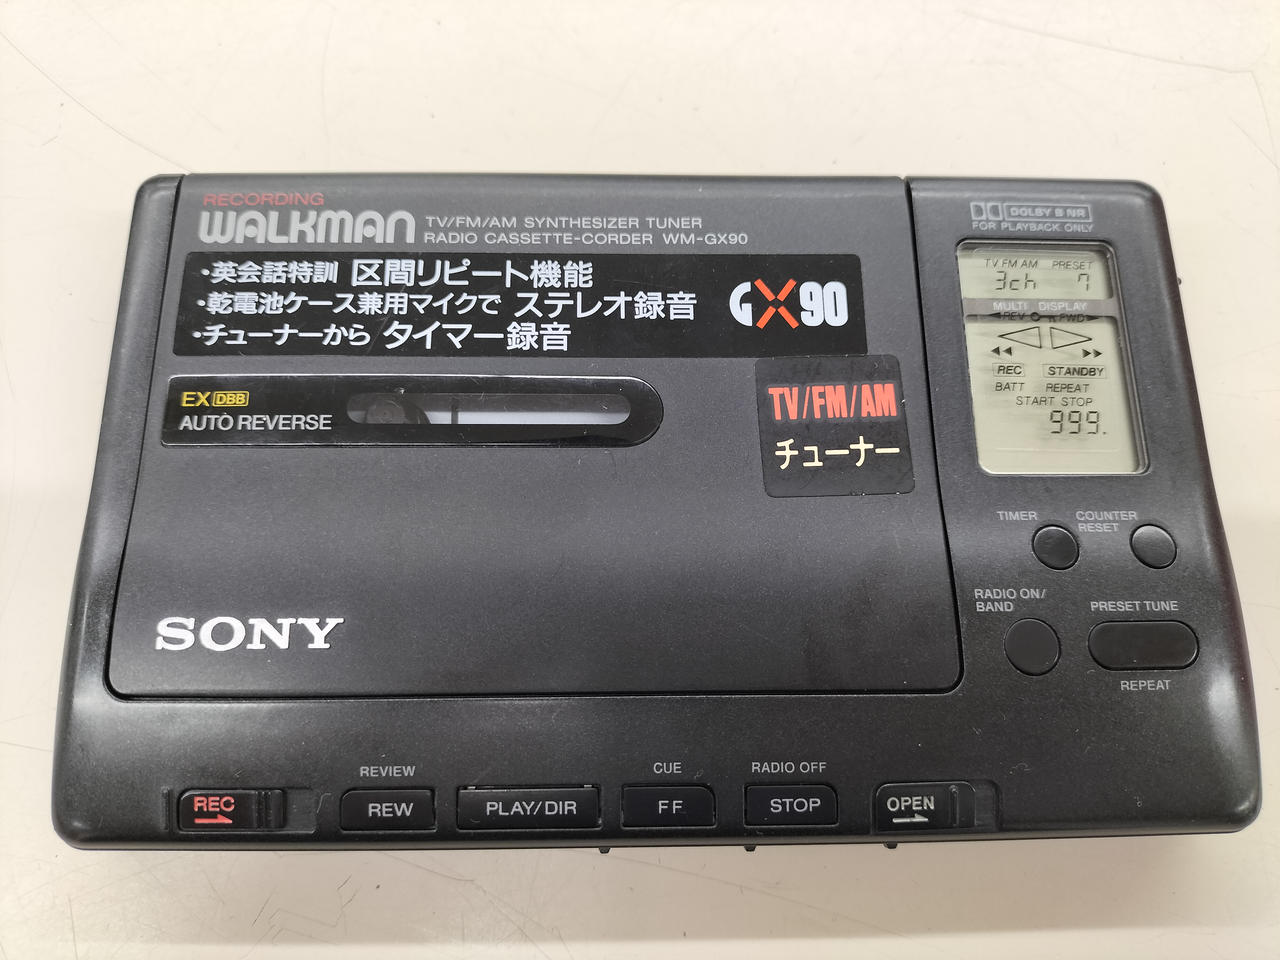 RECORDING
WALKMAN TV/FM/AM SYNTHESIZER TUNER
RADIO CASSETTE-CORDER WM-GX90
・英会話特訓 区間リピート機能
・乾電池ケース兼用マイクで ステレオ録音
・チューナーから タイマー録音
GX90
EX DBB
AUTO REVERSE
TV/FM/AM
チューナー
SONY
DOLBY B NR
FOR PLAYBACK ONLY
TV FM AM PRESET
3ch 7
MULTI DISPLAY
REV FWD
REC STANDBY
BATT REPEAT
START STOP
999.
TIMER
COUNTER RESET
RADIO ON/
BAND
PRESET TUNE
REPEAT
REC
REVIEW
REW
PLAY/DIR
CUE
FF
RADIO OFF
STOP
OPEN